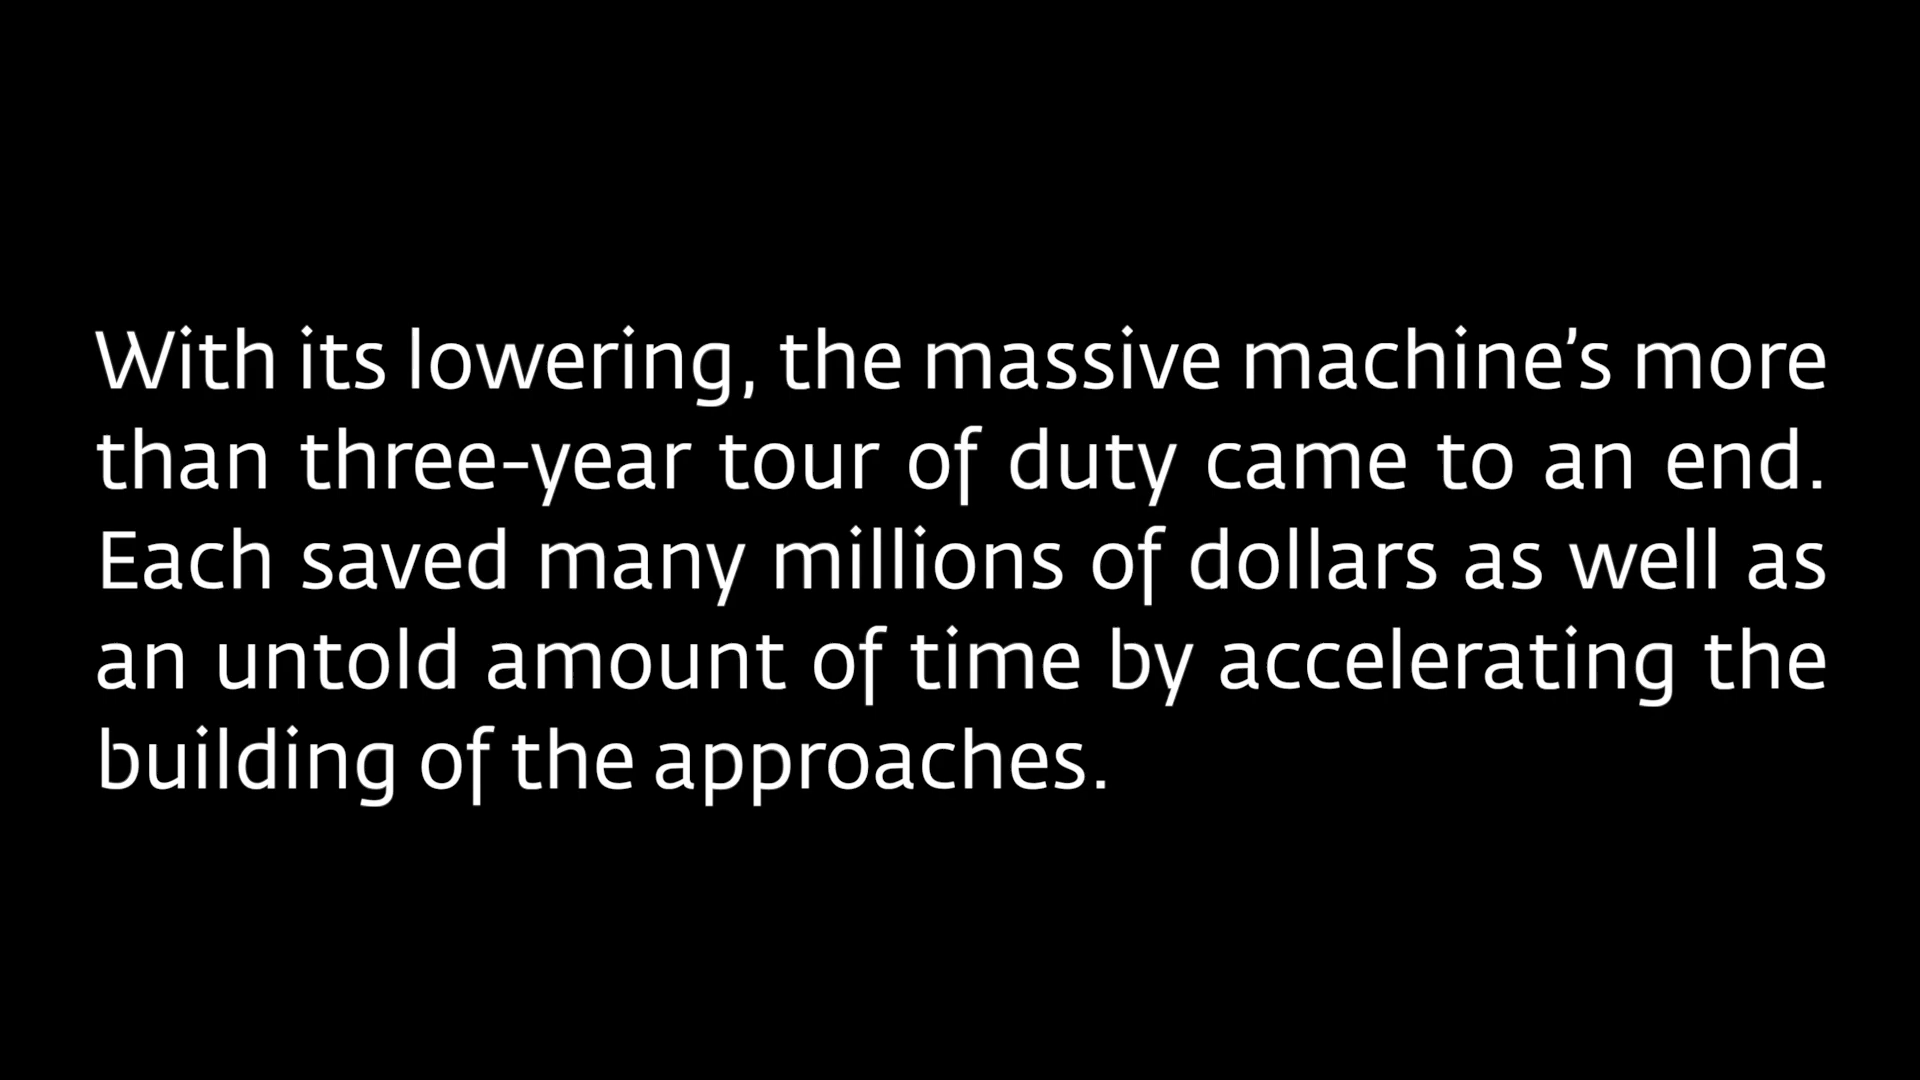 With its lowering, the massive machine’s more
than three-year tour of duty came to an end.
Each saved many millions of dollars as well as
an untold amount of time by accelerating the
building of the approaches.